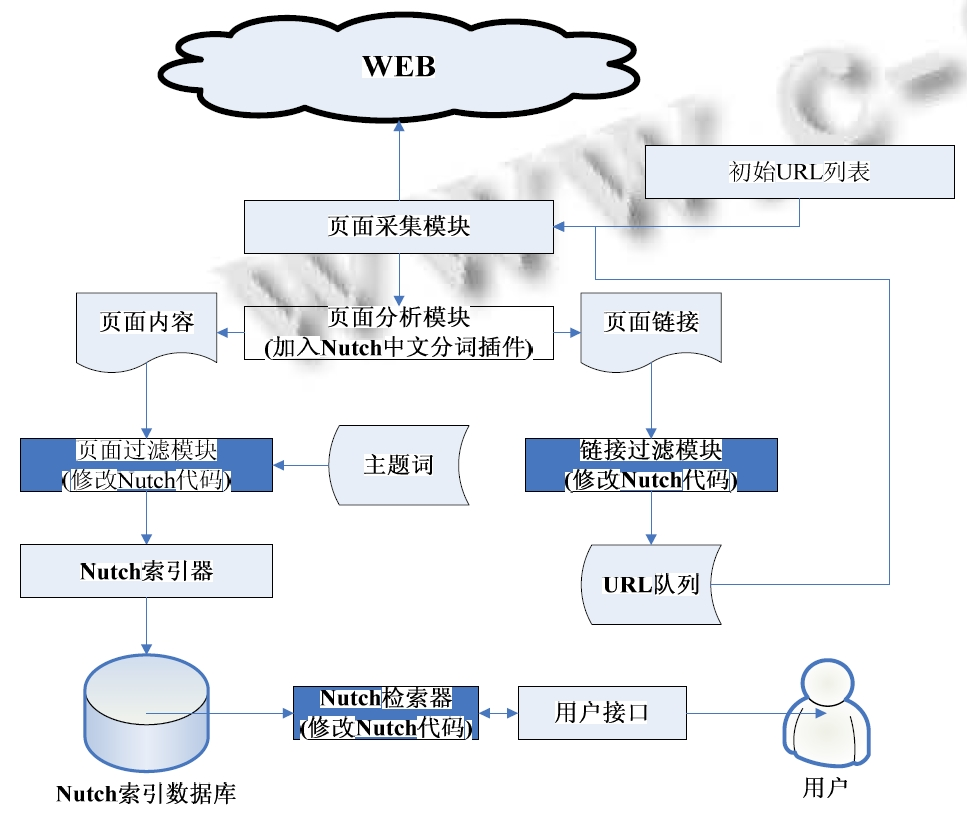 WEB
www.c-
初始URL列表
页面采集模块
页面内容
页面分析模块
(加入Nutch中文分词插件)
页面链接
页面过滤模块
(修改Nutch代码)
主题词
链接过滤模块
(修改Nutch代码)
Nutch索引器
URL队列
Nutch检索器
(修改Nutch代码)
用户接口
Nutch索引数据库
用户